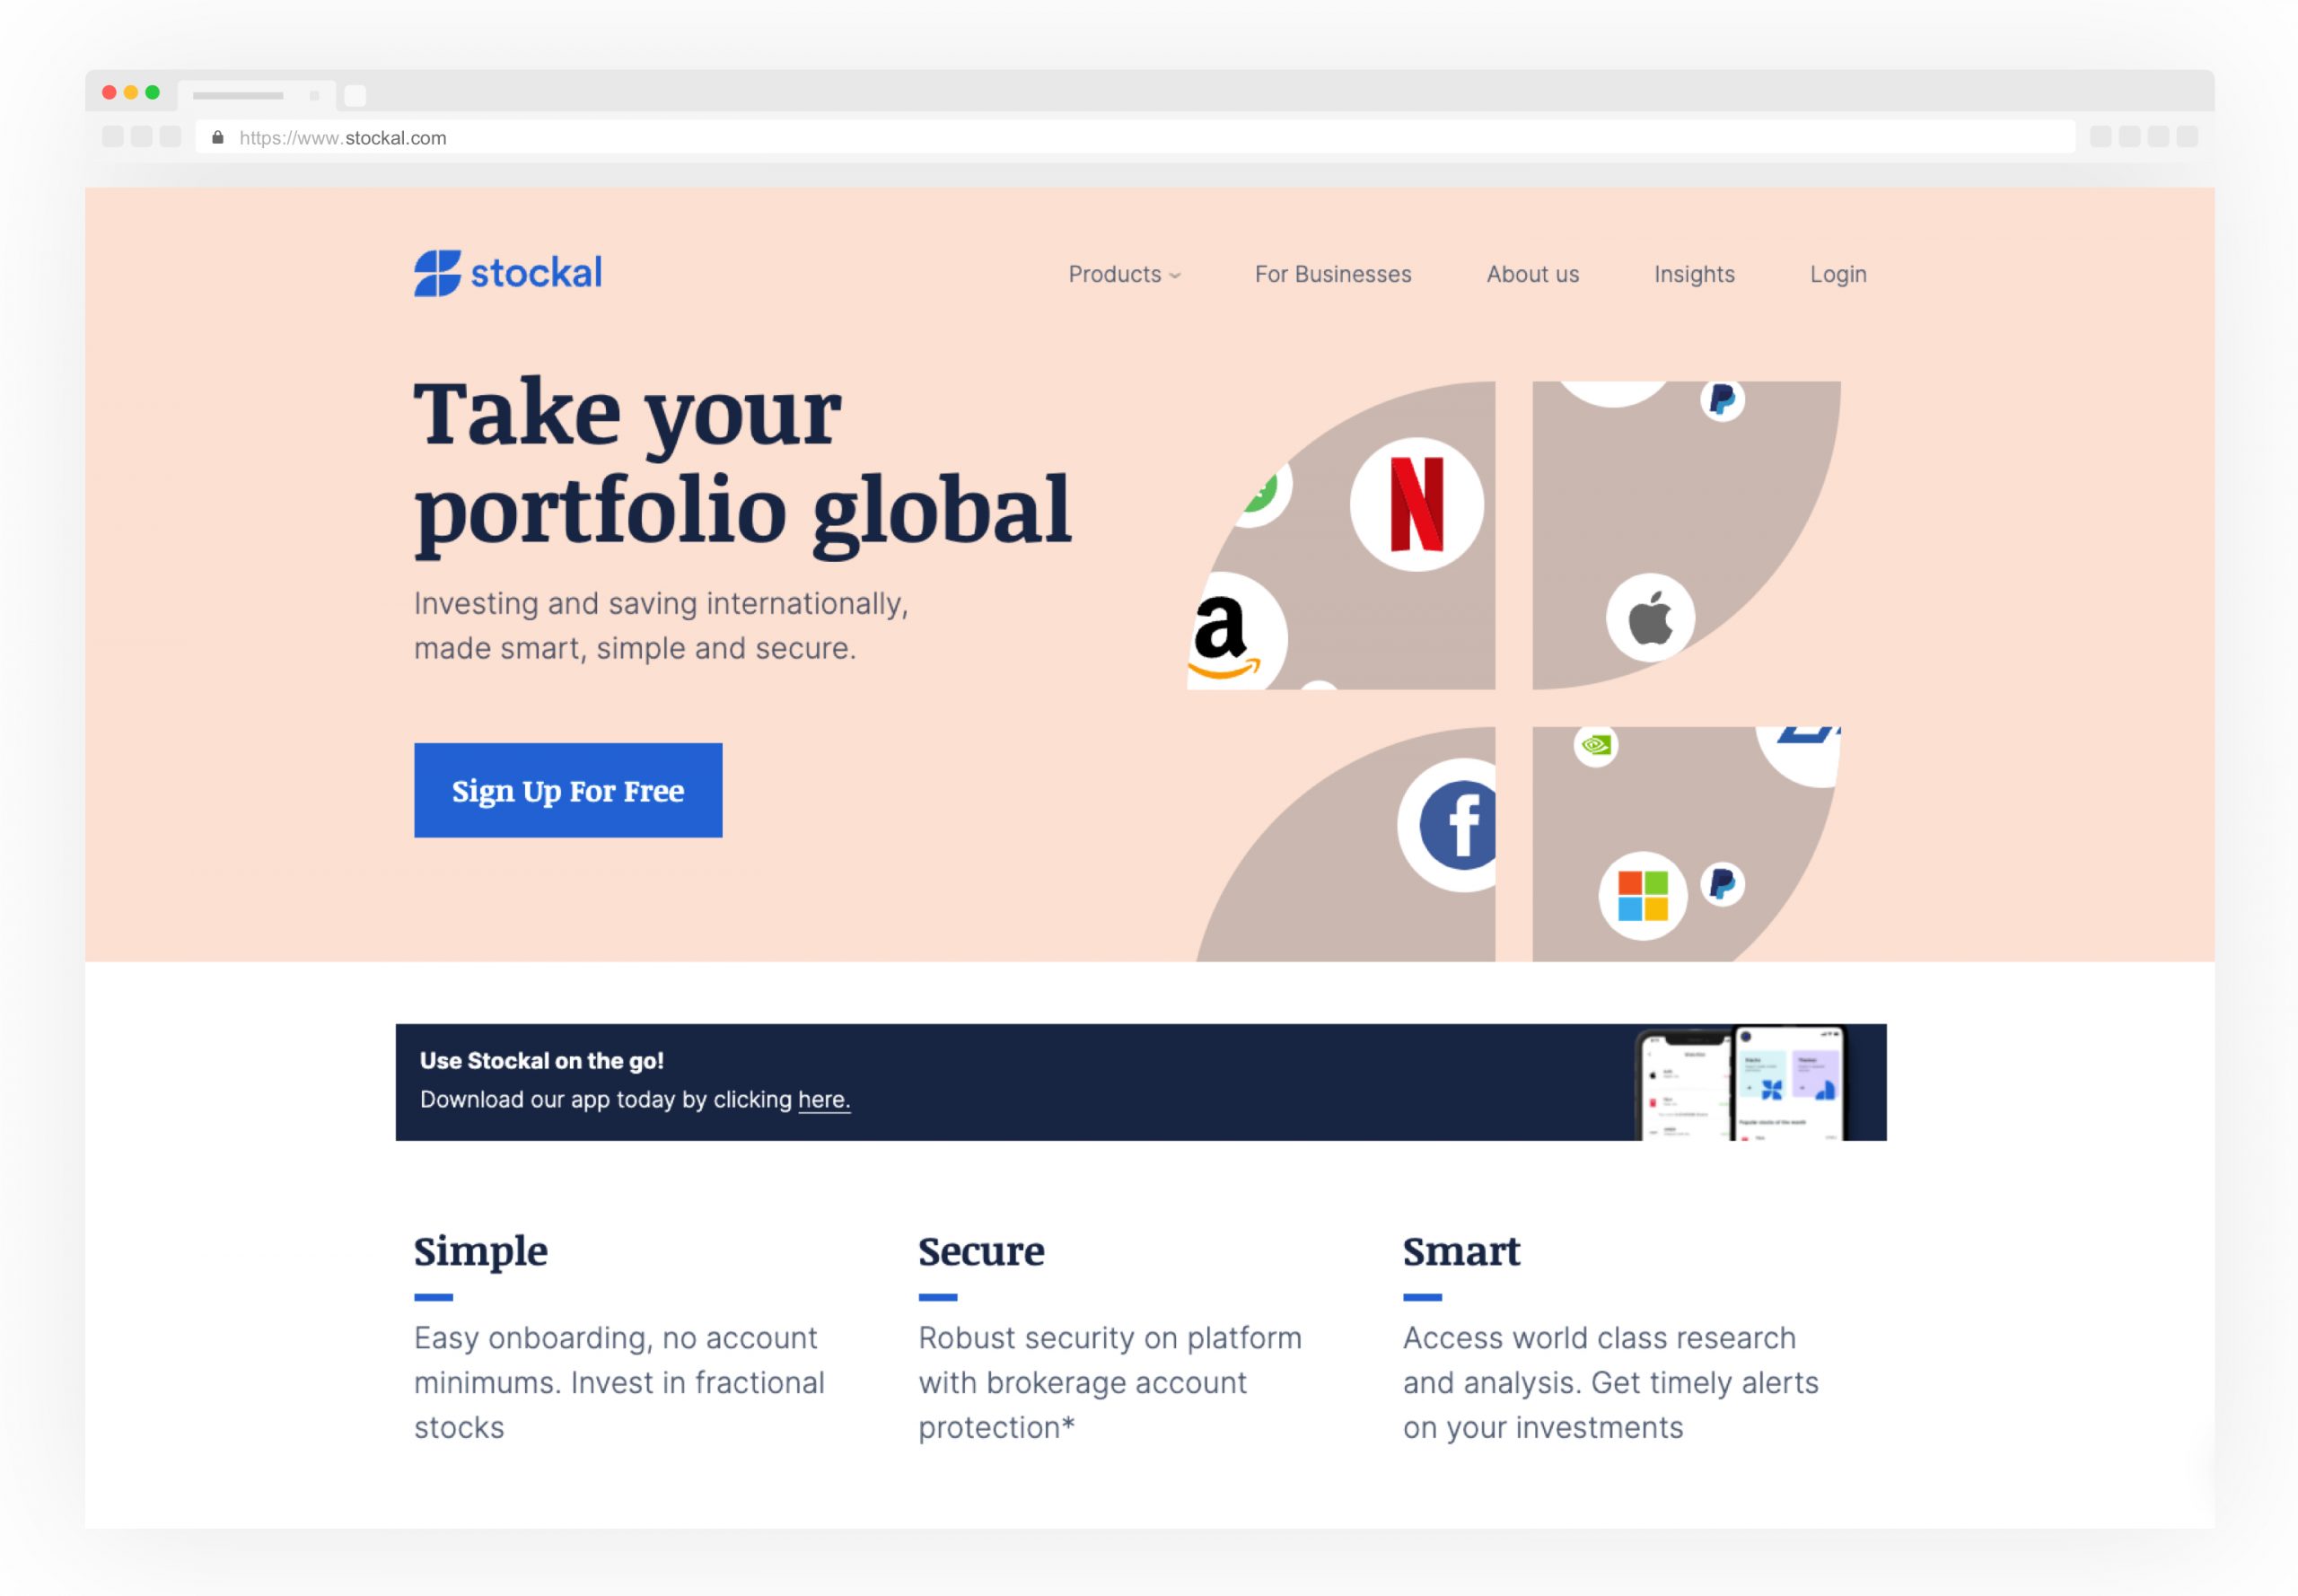 https://www.stockal.com
stockal
Products
For Businesses
About us
Insights
Login
Take your
portfolio global
Investing and saving internationally,
made smart, simple and secure.
Sign Up For Free
N
a
f
Use Stockal on the go!
Download our app today by clicking here.
Simple
Easy onboarding, no account
minimums. Invest in fractional
stocks
Secure
Robust security on platform
with brokerage account
protection*
Smart
Access world class research
and analysis. Get timely alerts
on your investments